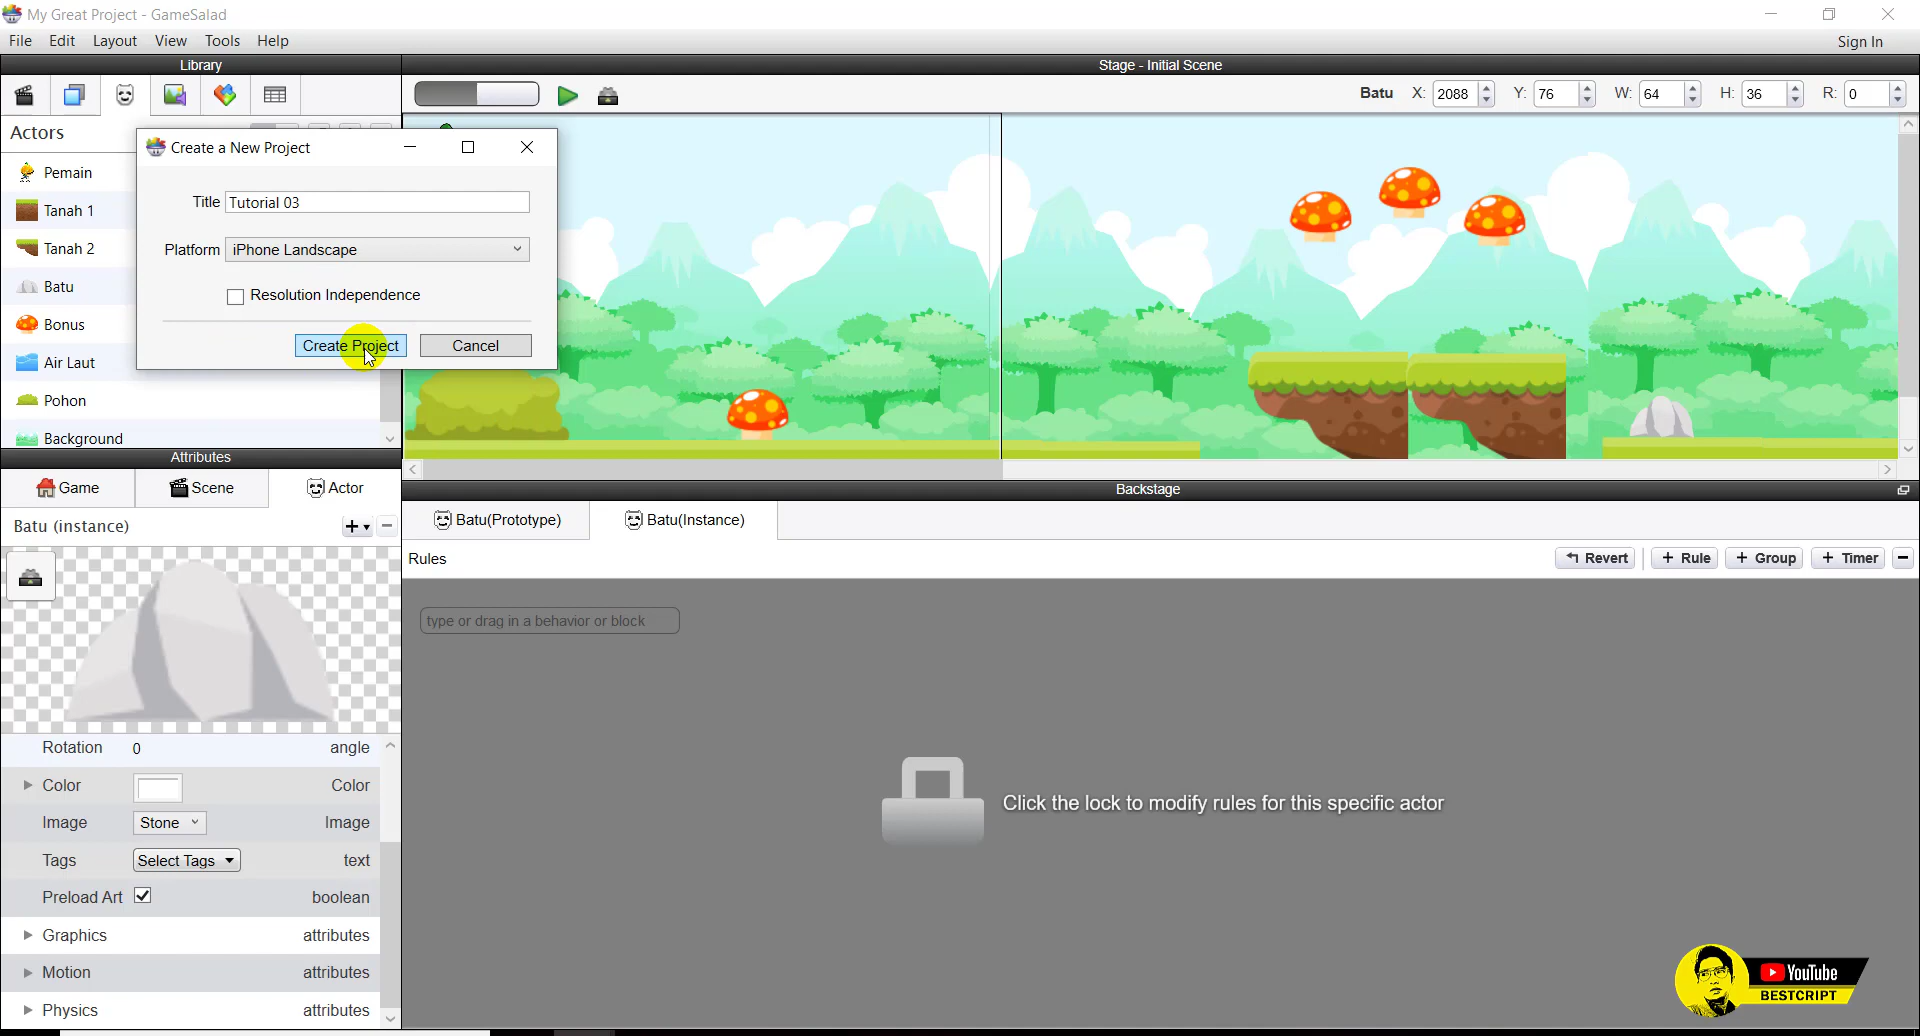 My Great Project - GameSalad
File Edit Layout View Tools Help
Sign In
Library
Stage - Initial Scene
Batu X: 2088 Y: 76 W: 64 H: 36 R: 0
Actors
Pemain
Tanah 1
Tanah 2
Batu
Bonus
Air Laut
Pohon
Background
Create a New Project
Title Tutorial 03
Platform iPhone Landscape
Resolution Independence
Create Project Cancel
Attributes
Game Scene Actor
Batu (instance)
Rotation 0 angle
Color Color
Image Stone Image
Tags Select Tags text
Preload Art boolean
Graphics attributes
Motion attributes
Physics attributes
Backstage
Batu(Prototype) Batu(Instance)
Rules
Revert + Rule + Group + Timer
type or drag in a behavior or block
Click the lock to modify rules for this specific actor
YouTube
BESTCRIPT